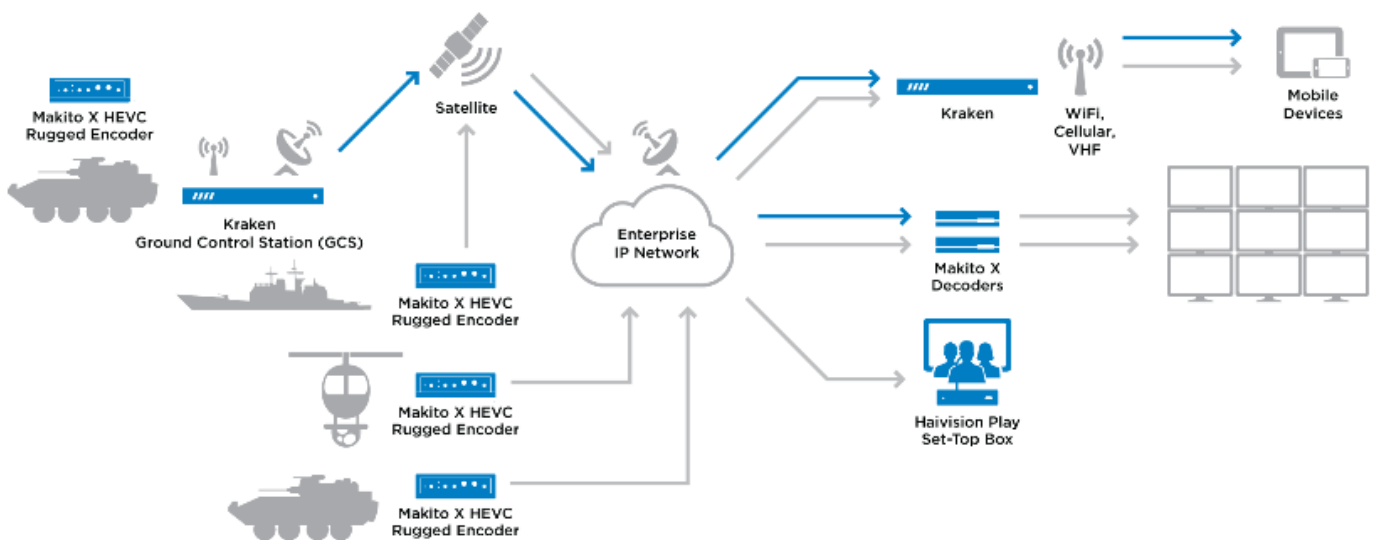 Makito X HEVC
Rugged Encoder
Kraken
Ground Control Station (GCS)
Satellite
Makito X HEVC
Rugged Encoder
Makito X HEVC
Rugged Encoder
Makito X HEVC
Rugged Encoder
Enterprise
IP Network
Kraken
WiFi,
Cellular,
VHF
Mobile
Devices
Makito X
Decoders
Haivision Play
Set-Top Box